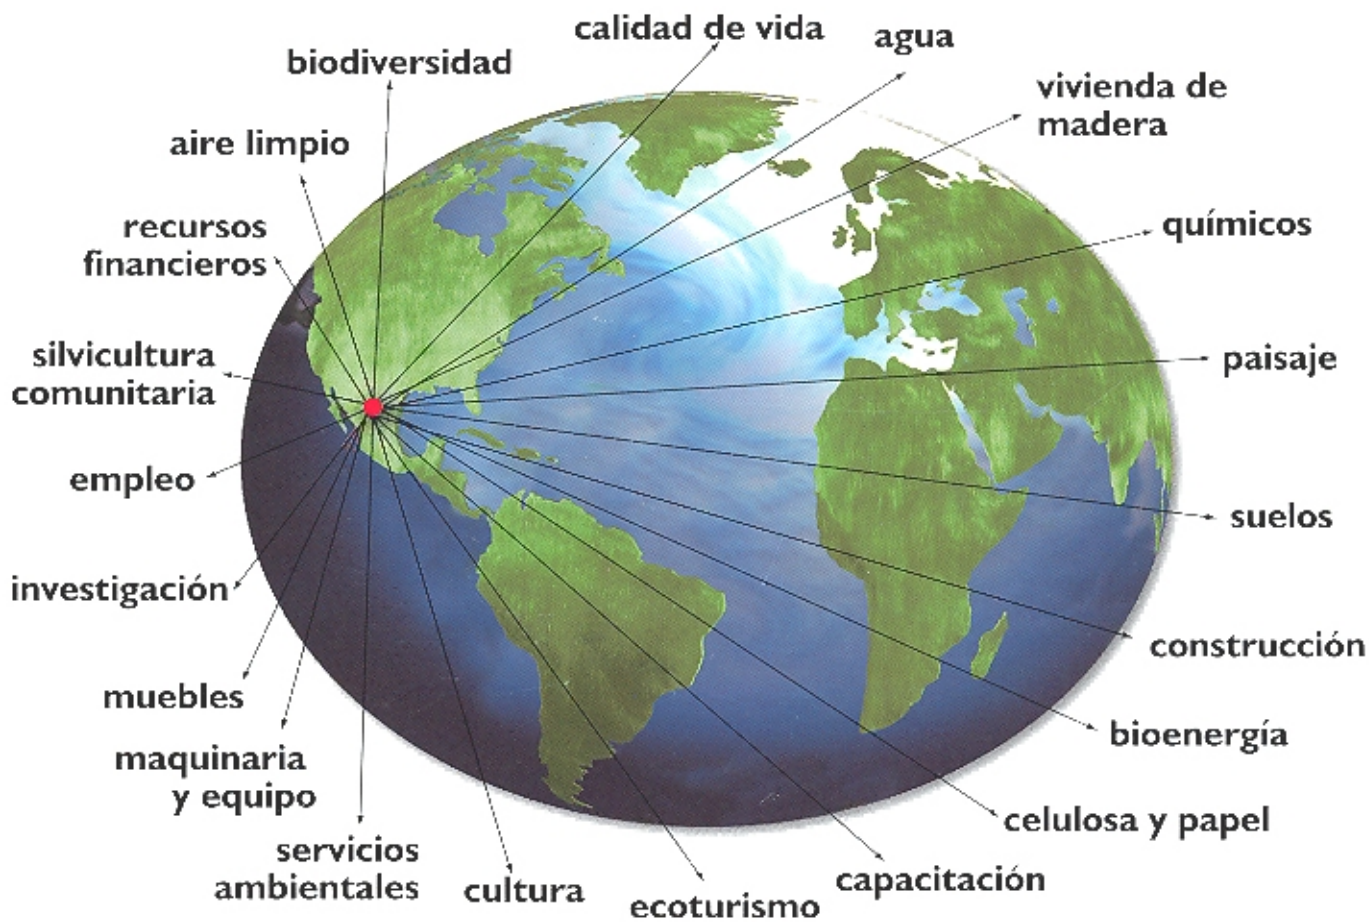 calidad de vida
agua
biodiversidad
vivienda de
madera
aire limpio
recursos
financieros
químicos
silvicultura
comunitaria
paisaje
empleo
suelos
investigación
construcción
muebles
bioenergía
maquinaria
y equipo
celulosa y papel
servicios
ambientales
cultura
ecoturismo
capacitación